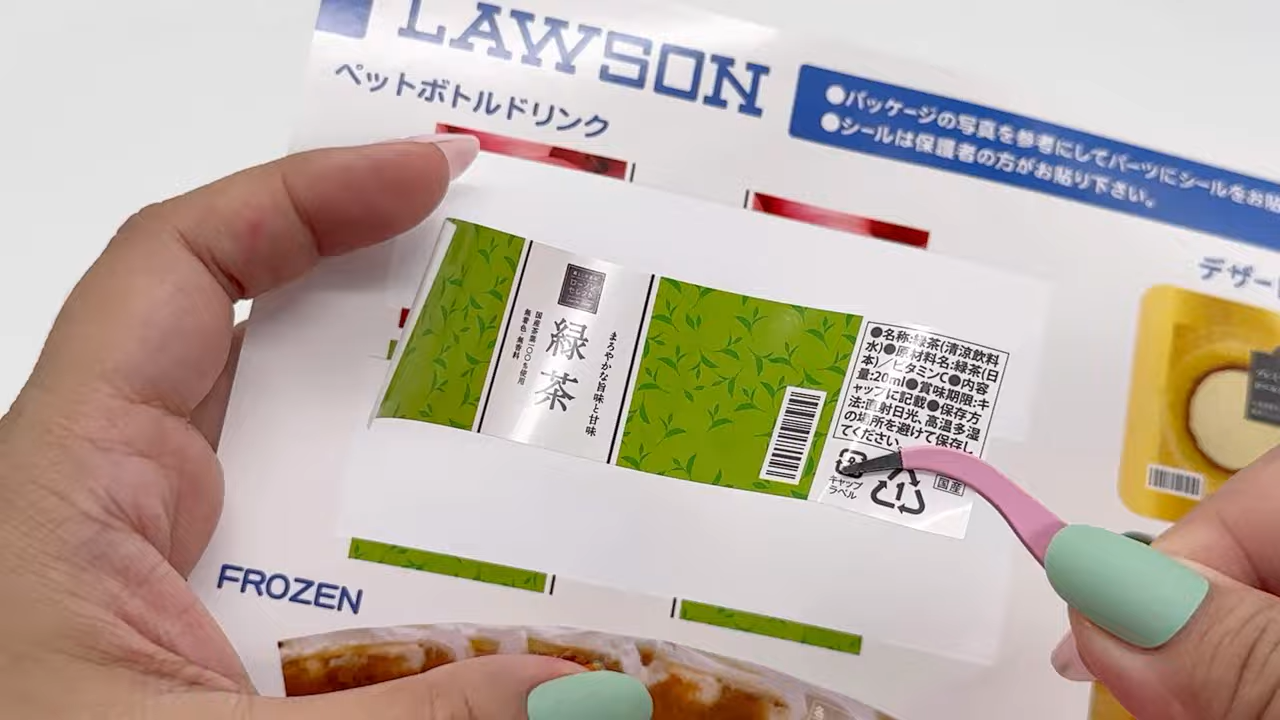 LAWSON
ペットボトルドリンク
●パッケージの写真を参考にしてパーツにシールをお貼
●シールは保護者の方がお貼り下さい。
デザー
緑茶
まろやかな旨味と甘味
国産茶葉一〇〇%使用
無着色・無香料
●名称:緑茶(清涼飲料
水)●原材料名:緑茶(日
本)／ビタミンC●内容
量:20ml●賞味期限:キ
ャップに記載●保存方
法:直射日光、高温多湿
の場所を避けて保存し
てください。
キャップ
ラベル
1
国産
FROZEN